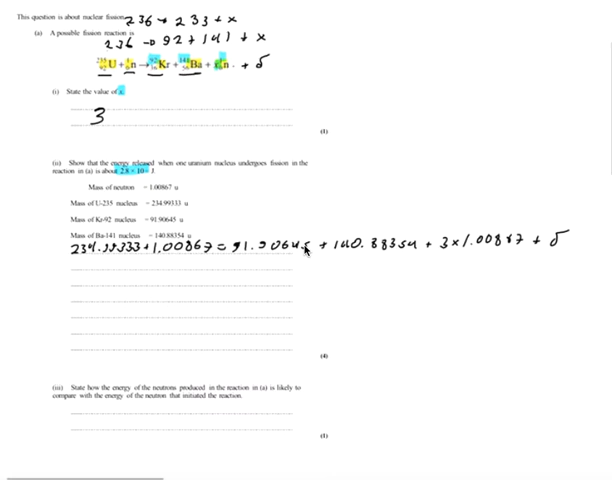 This question is about nuclear fission. 236 → 233 + x
(a) A possible fission reaction is
236 → 92 + 141 + x
²³⁵₉₂U + ¹₀n → ⁹²₃₆Kr + ¹⁴¹₅₆Ba + x¹₀n . + δ
(i) State the value of x.
3
(1)
(ii) Show that the energy released when one uranium nucleus undergoes fission in the
reaction in (a) is about 2.8 × 10⁻¹¹ J.
Mass of neutron = 1.00867 u
Mass of U-235 nucleus = 234.99333 u
Mass of Kr-92 nucleus = 91.90645 u
Mass of Ba-141 nucleus = 140.88354 u
234.99333 + 1.00867 = 91.90645 + 140.88354 + 3×1.00867 + δ
(4)
(iii) State how the energy of the neutrons produced in the reaction in (a) is likely to
compare with the energy of the neutron that initiated the reaction.
(1)